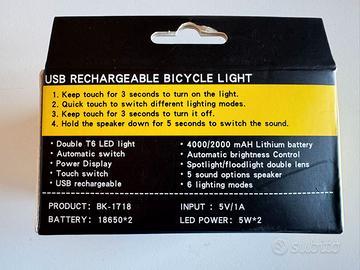 USB RECHARGEABLE BICYCLE LIGHT
1. Keep touch for 3 seconds to turn on the light.
2. Quick touch to switch different lighting modes.
3. Keep touch for 3 seconds to turn it off.
4. Hold the speaker down for 5 seconds to switch the sound.
• Double T6 LED light
• Automatic switch
• Power Display
• Touch switch
• USB rechargeable
• 4000/2000 mAH Lithium battery
• Automatic brightness Control
• Spotlight/floodlight double lens
• 5 sound options speaker
• 6 lighting modes
PRODUCT: BK-1718
BATTERY: 18650*2
INPUT : 5V/1A
LED POWER: 5W*2
subito